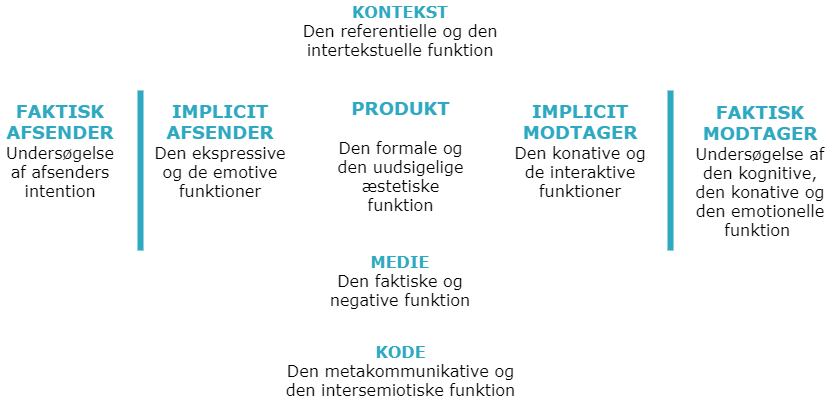 KONTEKST
Den referentielle og den
intertekstuelle funktion
FAKTISK
AFSENDER
Undersøgelse
af afsenders
intention
IMPLICIT
AFSENDER
Den ekspressive
og de emotive
funktioner
PRODUKT
Den formale og
den uudsigelige
æstetiske
funktion
IMPLICIT
MODTAGER
Den konative og
de interaktive
funktioner
FAKTISK
MODTAGER
Undersøgelse af
den kognitive,
den konative og
den emotionelle
funktion
MEDIE
Den faktiske og
negative funktion
KODE
Den metakommunikative og
den intersemiotiske funktion